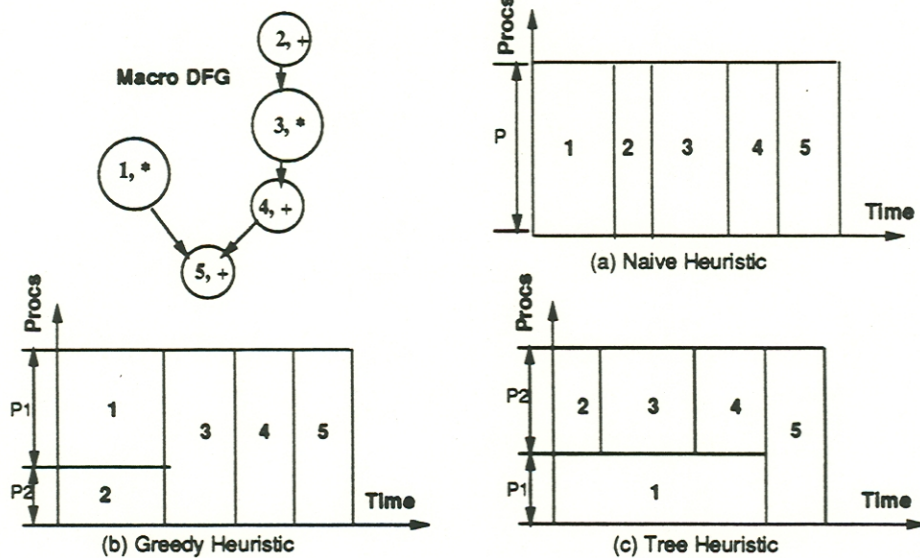 Macro DFG
2, +
3, *
1, *
4, +
5, +
Procs
P
1
2
3
4
5
Time
(a) Naive Heuristic
Procs
P1
P2
1
2
3
4
5
Time
(b) Greedy Heuristic
Procs
P2
P1
2
3
4
5
1
Time
(c) Tree Heuristic